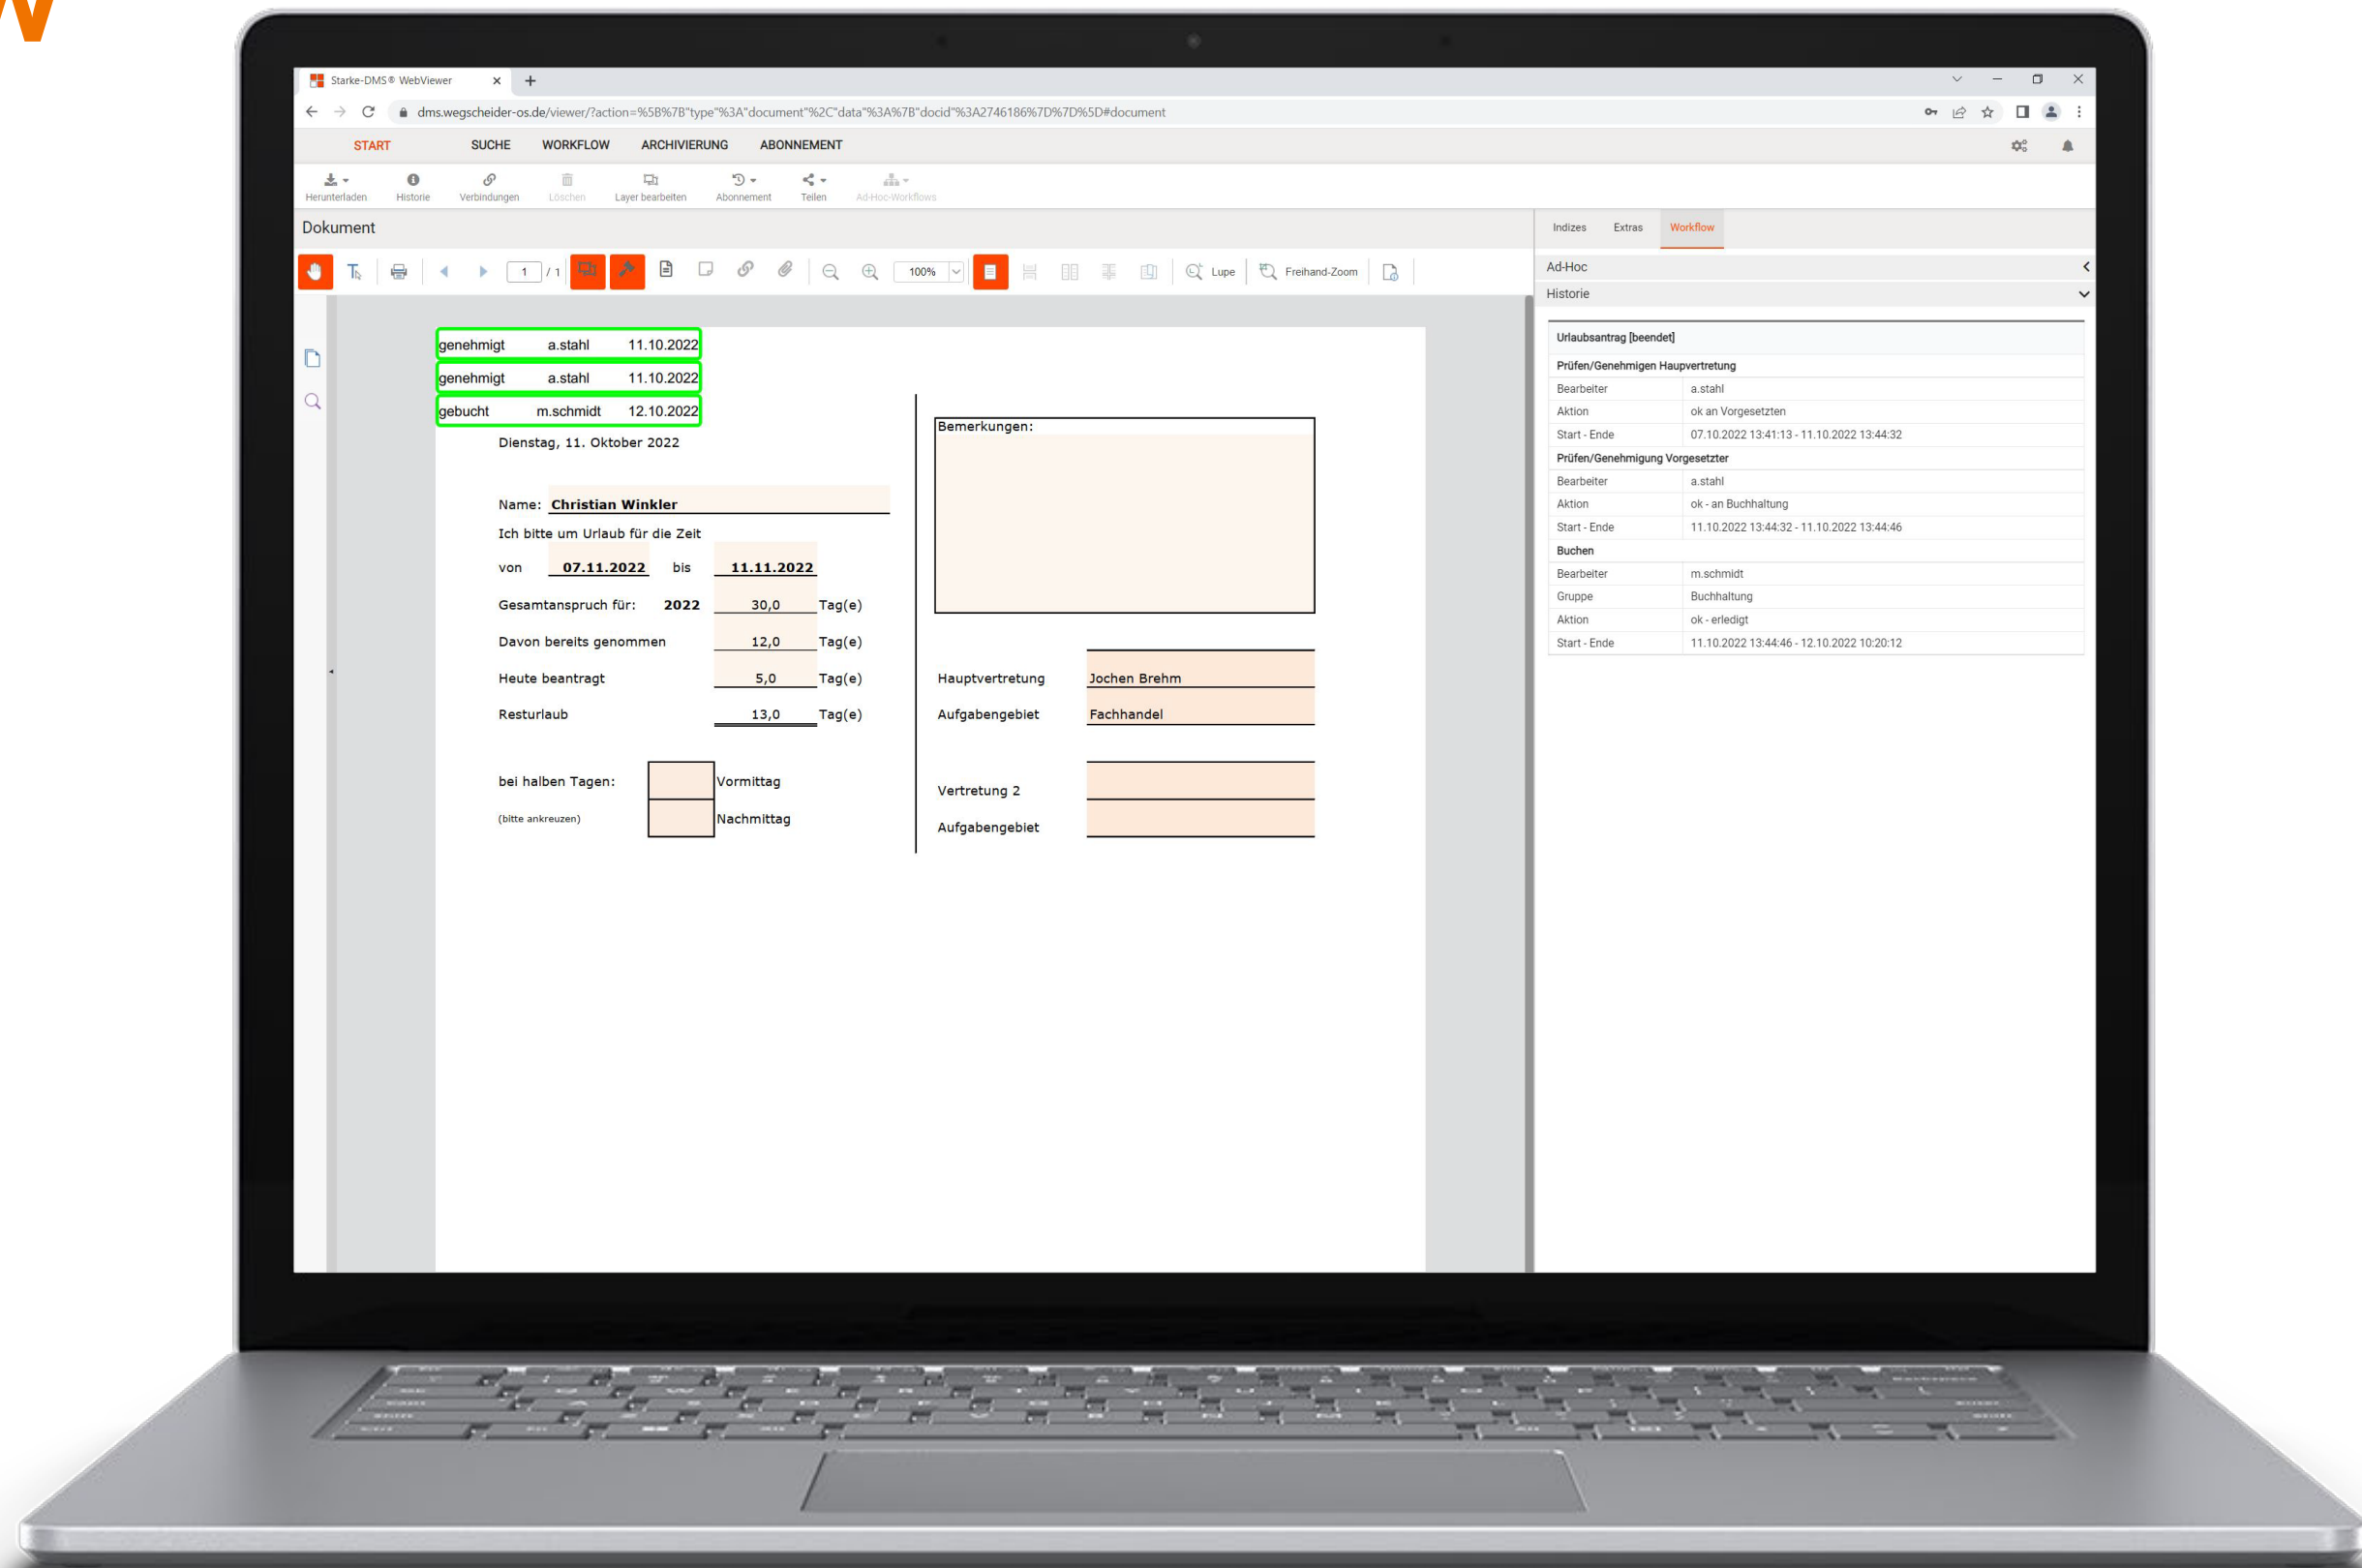 W
Starke-DMS® WebViewer
dms.wegscheider-os.de/viewer/?action=%5B%7B"type"%3A"document"%2C"data"%3A%7B"docid"%3A2746186%7D%7D%5D#document
START SUCHE WORKFLOW ARCHIVIERUNG ABONNEMENT
Herunterladen Historie Verbindungen Löschen Layer bearbeiten Abonnement Teilen Ad-Hoc-Workflows
Dokument
1 / 1 100% Lupe Freihand-Zoom
genehmigt a.stahl 11.10.2022
genehmigt a.stahl 11.10.2022
gebucht m.schmidt 12.10.2022
Dienstag, 11. Oktober 2022
Name: Christian Winkler
Ich bitte um Urlaub für die Zeit
von 07.11.2022 bis 11.11.2022
Gesamtanspruch für: 2022 30,0 Tag(e)
Davon bereits genommen 12,0 Tag(e)
Heute beantragt 5,0 Tag(e)
Resturlaub 13,0 Tag(e)
bei halben Tagen: Vormittag
(bitte ankreuzen) Nachmittag
Bemerkungen:
Hauptvertretung Jochen Brehm
Aufgabengebiet Fachhandel
Vertretung 2
Aufgabengebiet
Indizes Extras Workflow
Ad-Hoc
Historie
Urlaubsantrag [beendet]
Prüfen/Genehmigen Haupvertretung
Bearbeiter a.stahl
Aktion ok an Vorgesetzten
Start - Ende 07.10.2022 13:41:13 - 11.10.2022 13:44:32
Prüfen/Genehmigung Vorgesetzter
Bearbeiter a.stahl
Aktion ok - an Buchhaltung
Start - Ende 11.10.2022 13:44:32 - 11.10.2022 13:44:46
Buchen
Bearbeiter m.schmidt
Gruppe Buchhaltung
Aktion ok - erledigt
Start - Ende 11.10.2022 13:44:46 - 12.10.2022 10:20:12